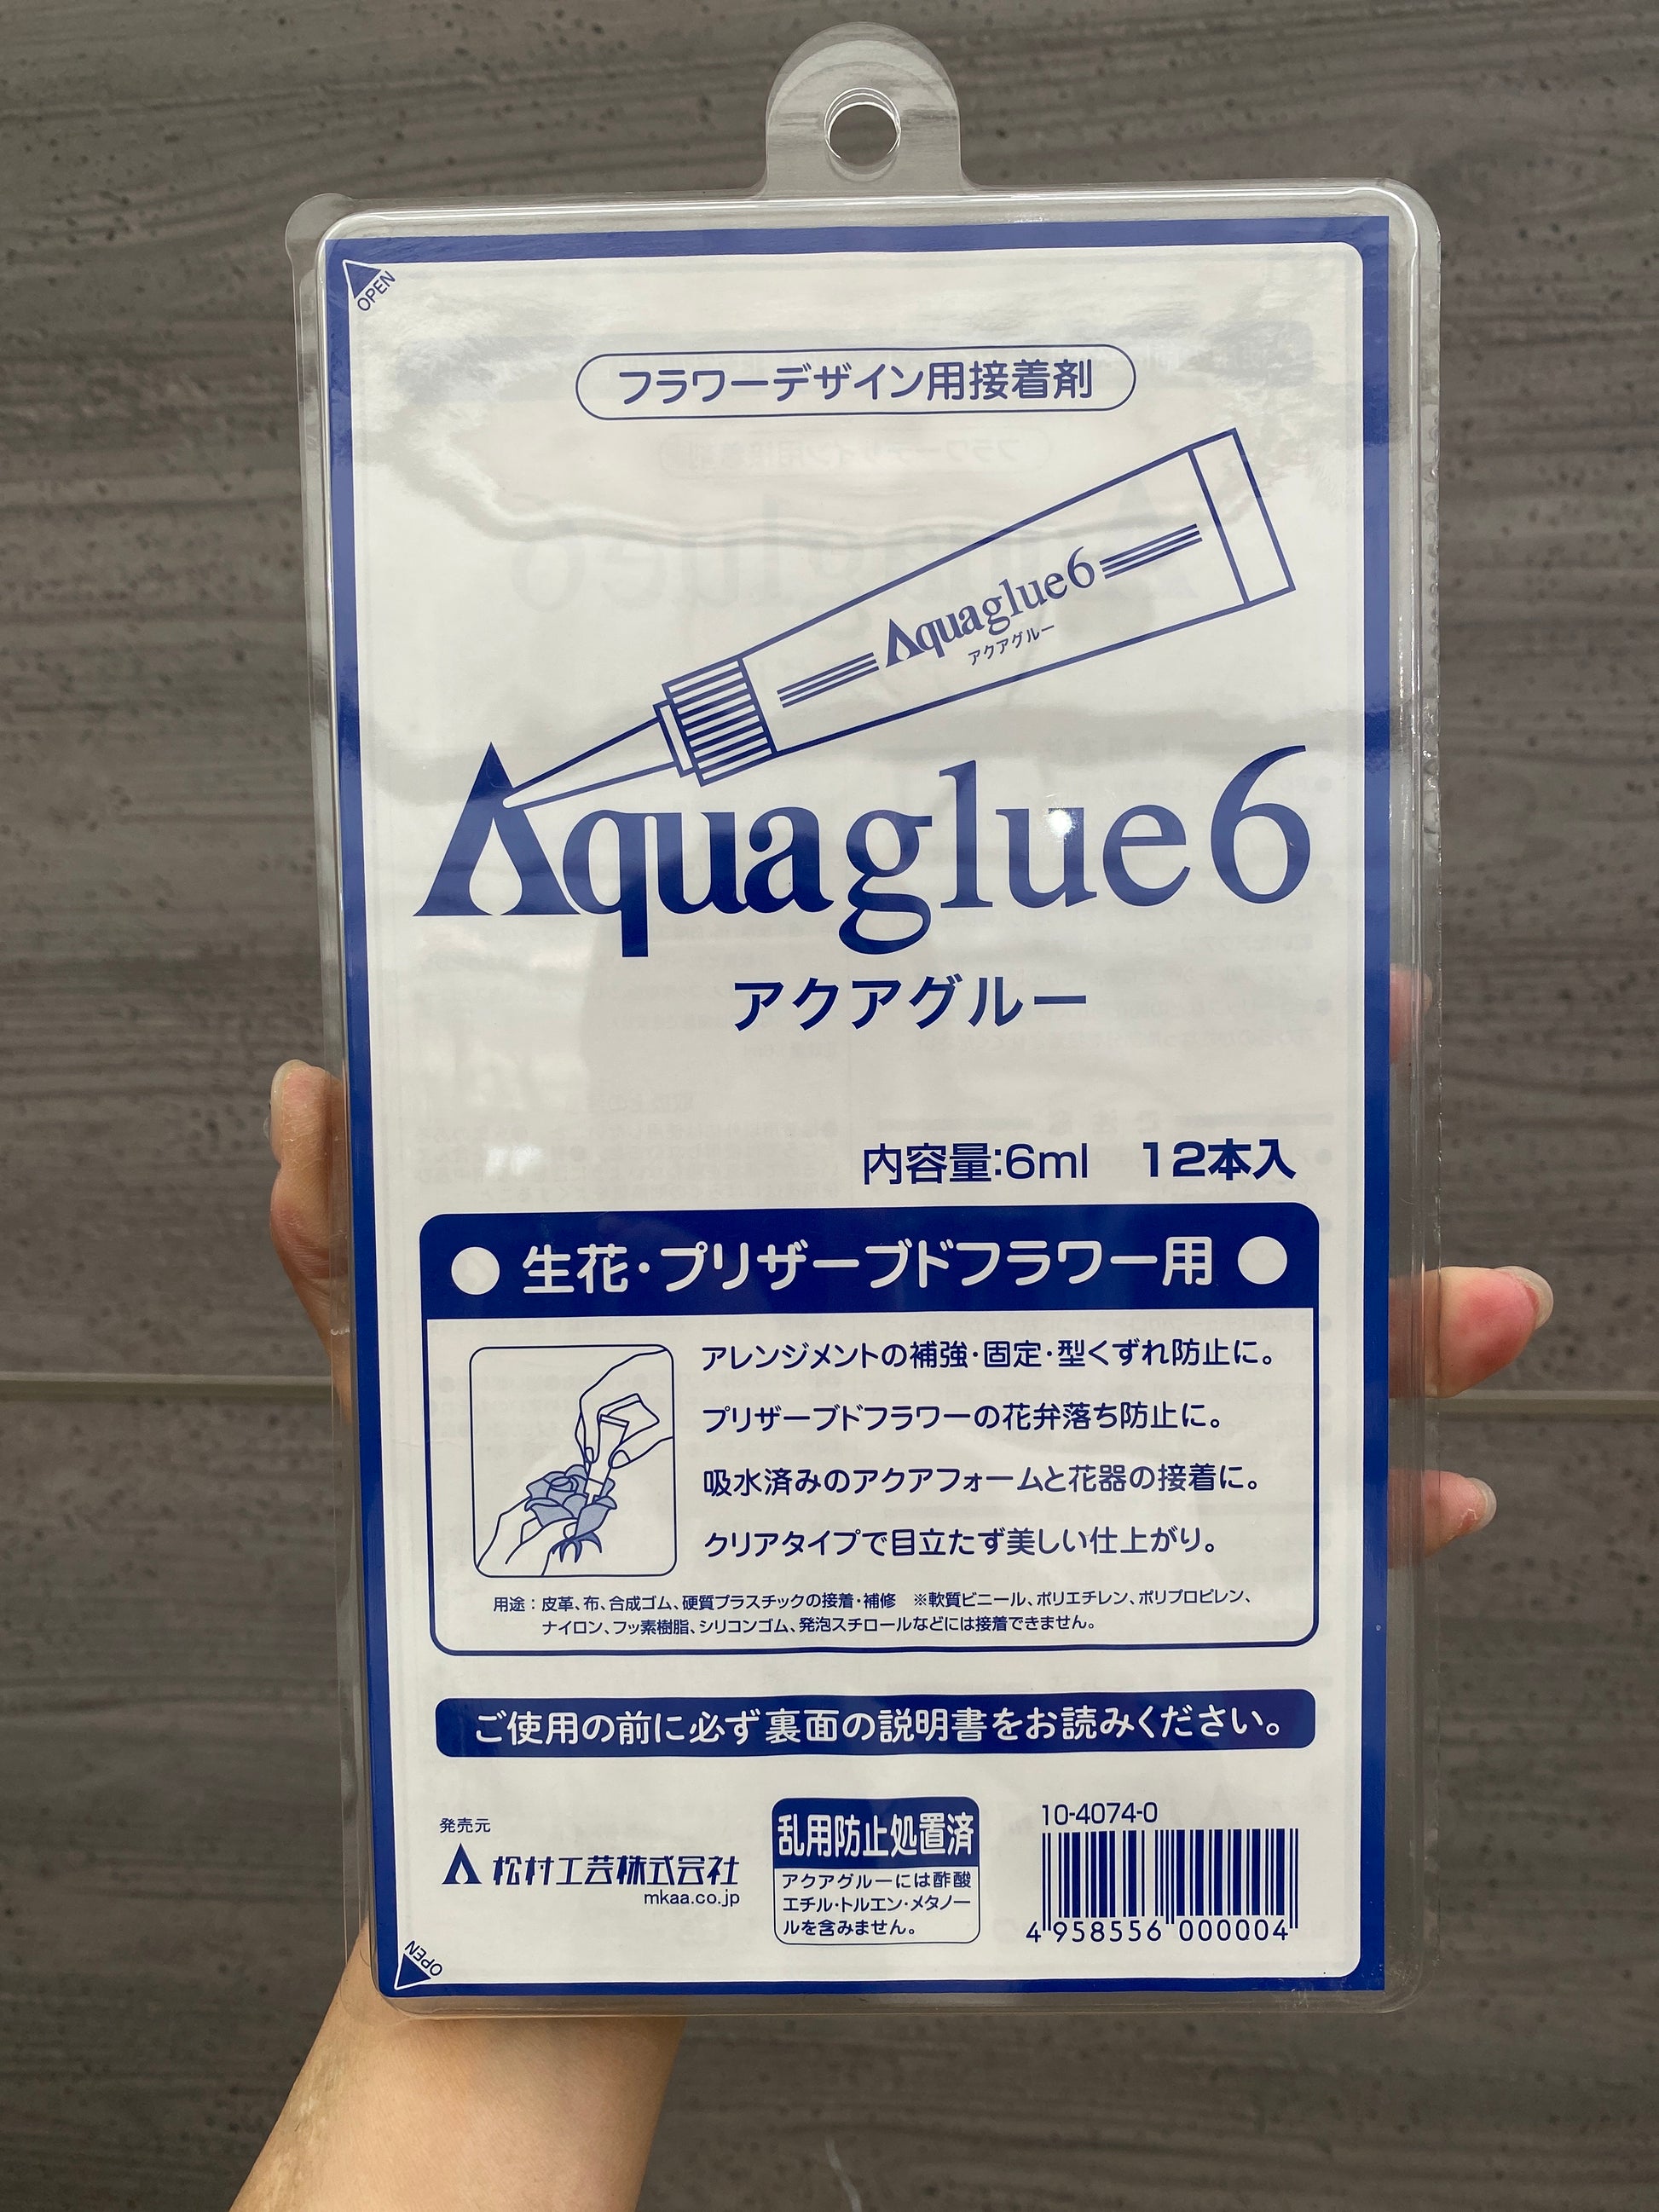 OPEN
フラワーデザイン用接着剤
Aquaglue6
アクアグルー
Aquaglue6
アクアグルー
内容量:6ml 12本入
● 生花・プリザーブドフラワー用 ●
アレンジメントの補強・固定・型くずれ防止に。
プリザーブドフラワーの花弁落ち防止に。
吸水済みのアクアフォームと花器の接着に。
クリアタイプで目立たず美しい仕上がり。
用途：皮革、布、合成ゴム、硬質プラスチックの接着・補修 ※軟質ビニール、ポリエチレン、ポリプロピレン、
ナイロン、フッ素樹脂、シリコンゴム、発泡スチロールなどには接着できません。
ご使用の前に必ず裏面の説明書をお読みください。
発売元
松村工芸株式会社
mkaa.co.jp
乱用防止処置済
アクアグルーには酢酸
エチル・トルエン・メタノー
ルを含みません。
10-4074-0
4 958556 000004
OPEN